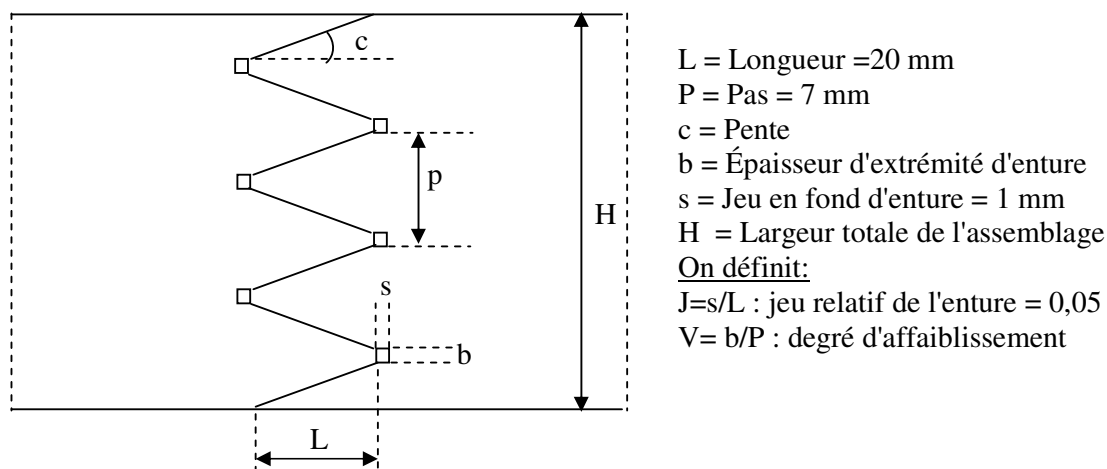 c
p
H
s
b
L
L = Longueur =20 mm
P = Pas = 7 mm
c = Pente
b = Épaisseur d'extrémité d'enture
s = Jeu en fond d'enture = 1 mm
H = Largeur totale de l'assemblage
On définit:
J=s/L : jeu relatif de l'enture = 0,05
V= b/P : degré d'affaiblissement